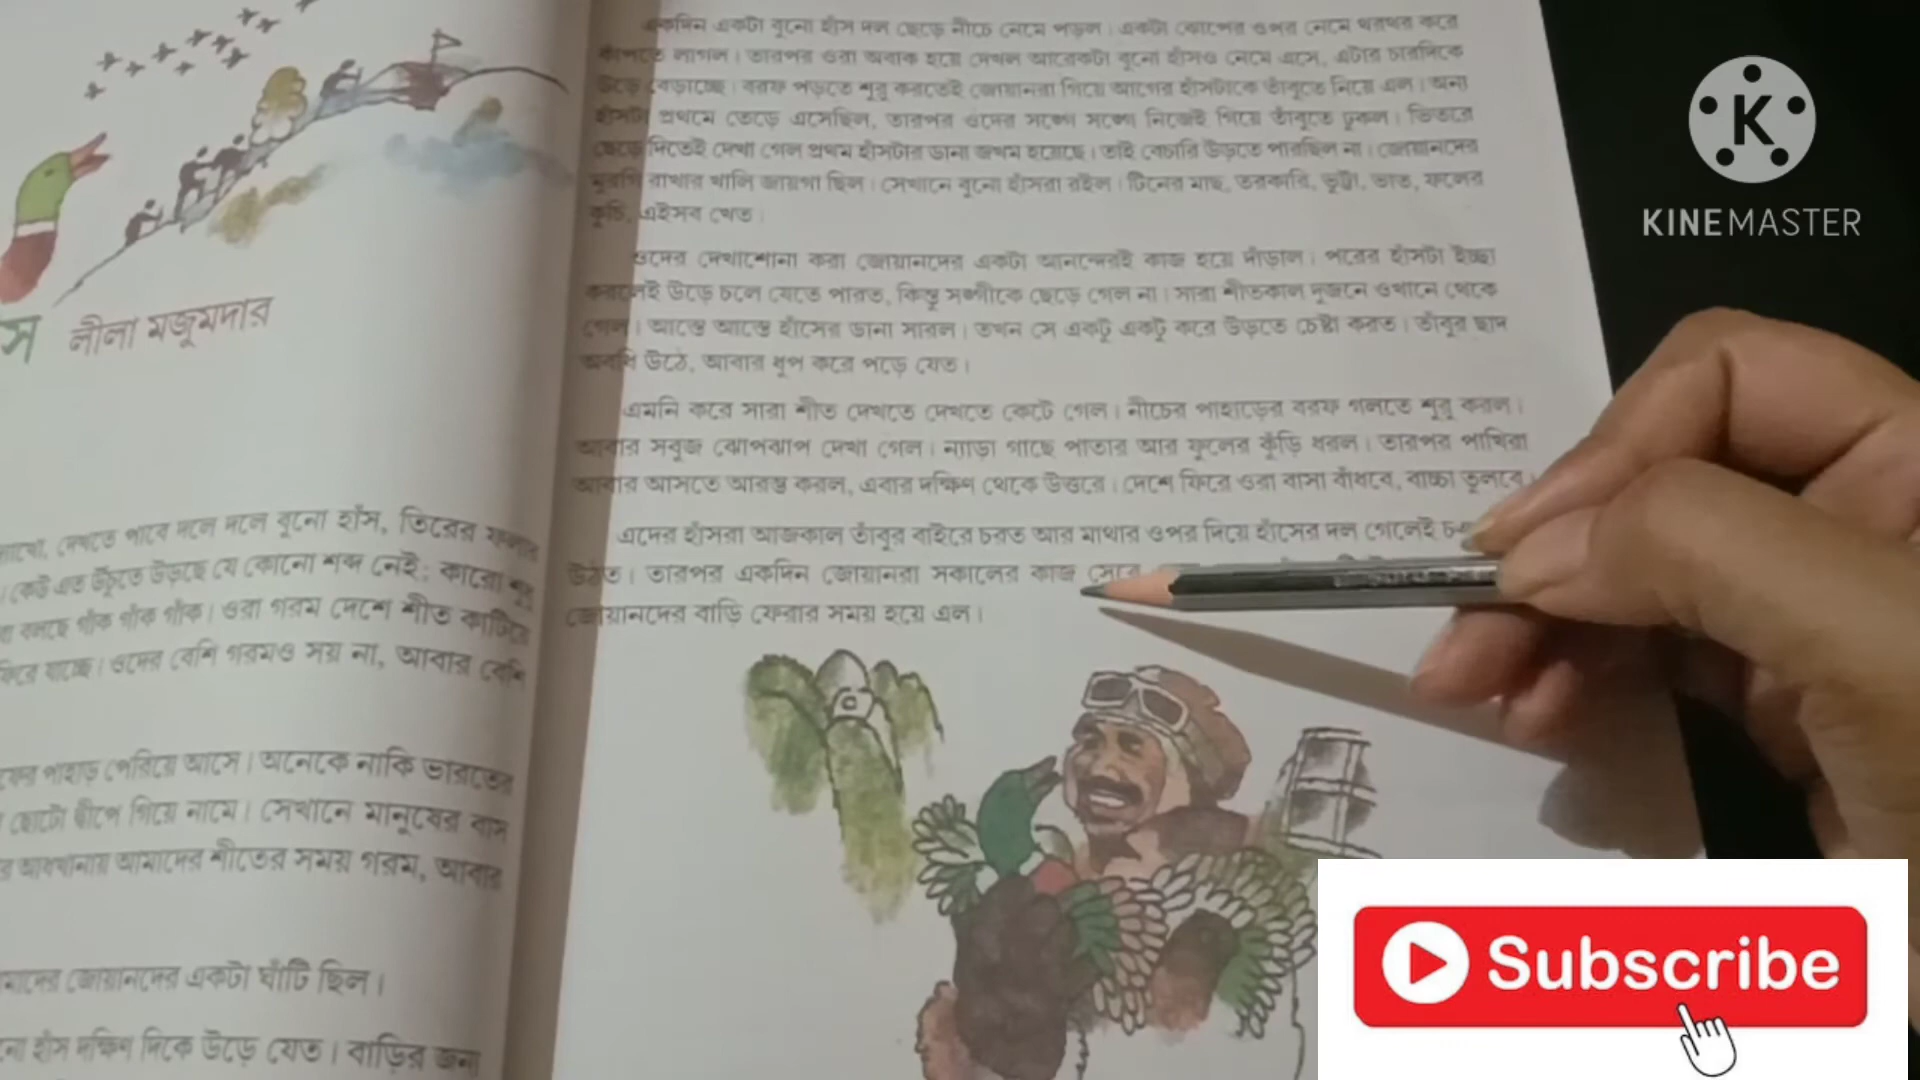 স লীলা মজুমদার
দেখতে পাবে দলে দলে বুনো হাঁস, তিরের ফলার
কেউ এত উঁচুতে উড়ছে যে কোনো শব্দ নেই; কারো শুধু
বলছে গাঁক গাঁক গাঁক। ওরা গরম দেশে শীত কাটিয়ে
ফিরে যাচ্ছে। ওদের বেশি গরমও সয় না, আবার বেশি
পাহাড় পেরিয়ে আসে। অনেকে নাকি ভারতের
ছোটো দ্বীপে গিয়ে নামে। সেখানে মানুষের বাস
আধখানায় আমাদের শীতের সময় গরম, আবার
জোয়ানদের একটা ঘাঁটি ছিল।
হাঁস দক্ষিণ দিকে উড়ে যেত। বাড়ির জন্য
একদিন একটা বুনো হাঁস দল ছেড়ে নীচে নেমে পড়ল। একটা ঝোপের ওপর নেমে থরথর করে
কাঁপতে লাগল। তারপর ওরা অবাক হয়ে দেখল আরেকটা বুনো হাঁসও নেমে এসে, এটার চারদিকে
উড়ে বেড়াচ্ছে। বরফ পড়তে শুরু করতেই জোয়ানরা গিয়ে আগের হাঁসটাকে তাঁবুতে নিয়ে এল। অন্য
হাঁসটা প্রথমে তেড়ে এসেছিল, তারপর ওদের সঙ্গে সঙ্গে নিজেই গিয়ে তাঁবুতে ঢুকল। ভিতরে
ছেড়ে দিতেই দেখা গেল প্রথম হাঁসটার ডানা জখম হয়েছে। তাই বেচারি উড়তে পারছিল না। জোয়ানদের
মুরগি রাখার খালি জায়গা ছিল। সেখানে বুনো হাঁসরা রইল। টিনের মাছ, তরকারি, ভুট্টা, ভাত, ফলের
কুচি, এইসব খেত।
ওদের দেখাশোনা করা জোয়ানদের একটা আনন্দেরই কাজ হয়ে দাঁড়াল। পরের হাঁসটা ইচ্ছা
করলেই উড়ে চলে যেতে পারত, কিন্তু সঙ্গীকে ছেড়ে গেল না। সারা শীতকাল দুজনে ওখানে থেকে
গেল। আস্তে আস্তে হাঁসের ডানা সারল। তখন সে একটু একটু করে উড়তে চেষ্টা করত। তাঁবুর ছাদ
অবধি উঠে, আবার ধুপ করে পড়ে যেত।
এমনি করে সারা শীত দেখতে দেখতে কেটে গেল। নীচের পাহাড়ের বরফ গলতে শুরু করল।
আবার সবুজ ঝোপঝাপ দেখা গেল। ন্যাড়া গাছে পাতার আর ফুলের কুঁড়ি ধরল। তারপর পাখিরা
আবার আসতে আরম্ভ করল, এবার দক্ষিণ থেকে উত্তরে। দেশে ফিরে ওরা বাসা বাঁধবে, বাচ্চা তুলবে।
এদের হাঁসরা আজকাল তাঁবুর বাইরে চরত আর মাথার ওপর দিয়ে হাঁসের দল গেলেই
উঠত। তারপর একদিন জোয়ানরা সকালের কাজ সেরে
জোয়ানদের বাড়ি ফেরার সময় হয়ে এল।
K
KINEMASTER
Subscribe